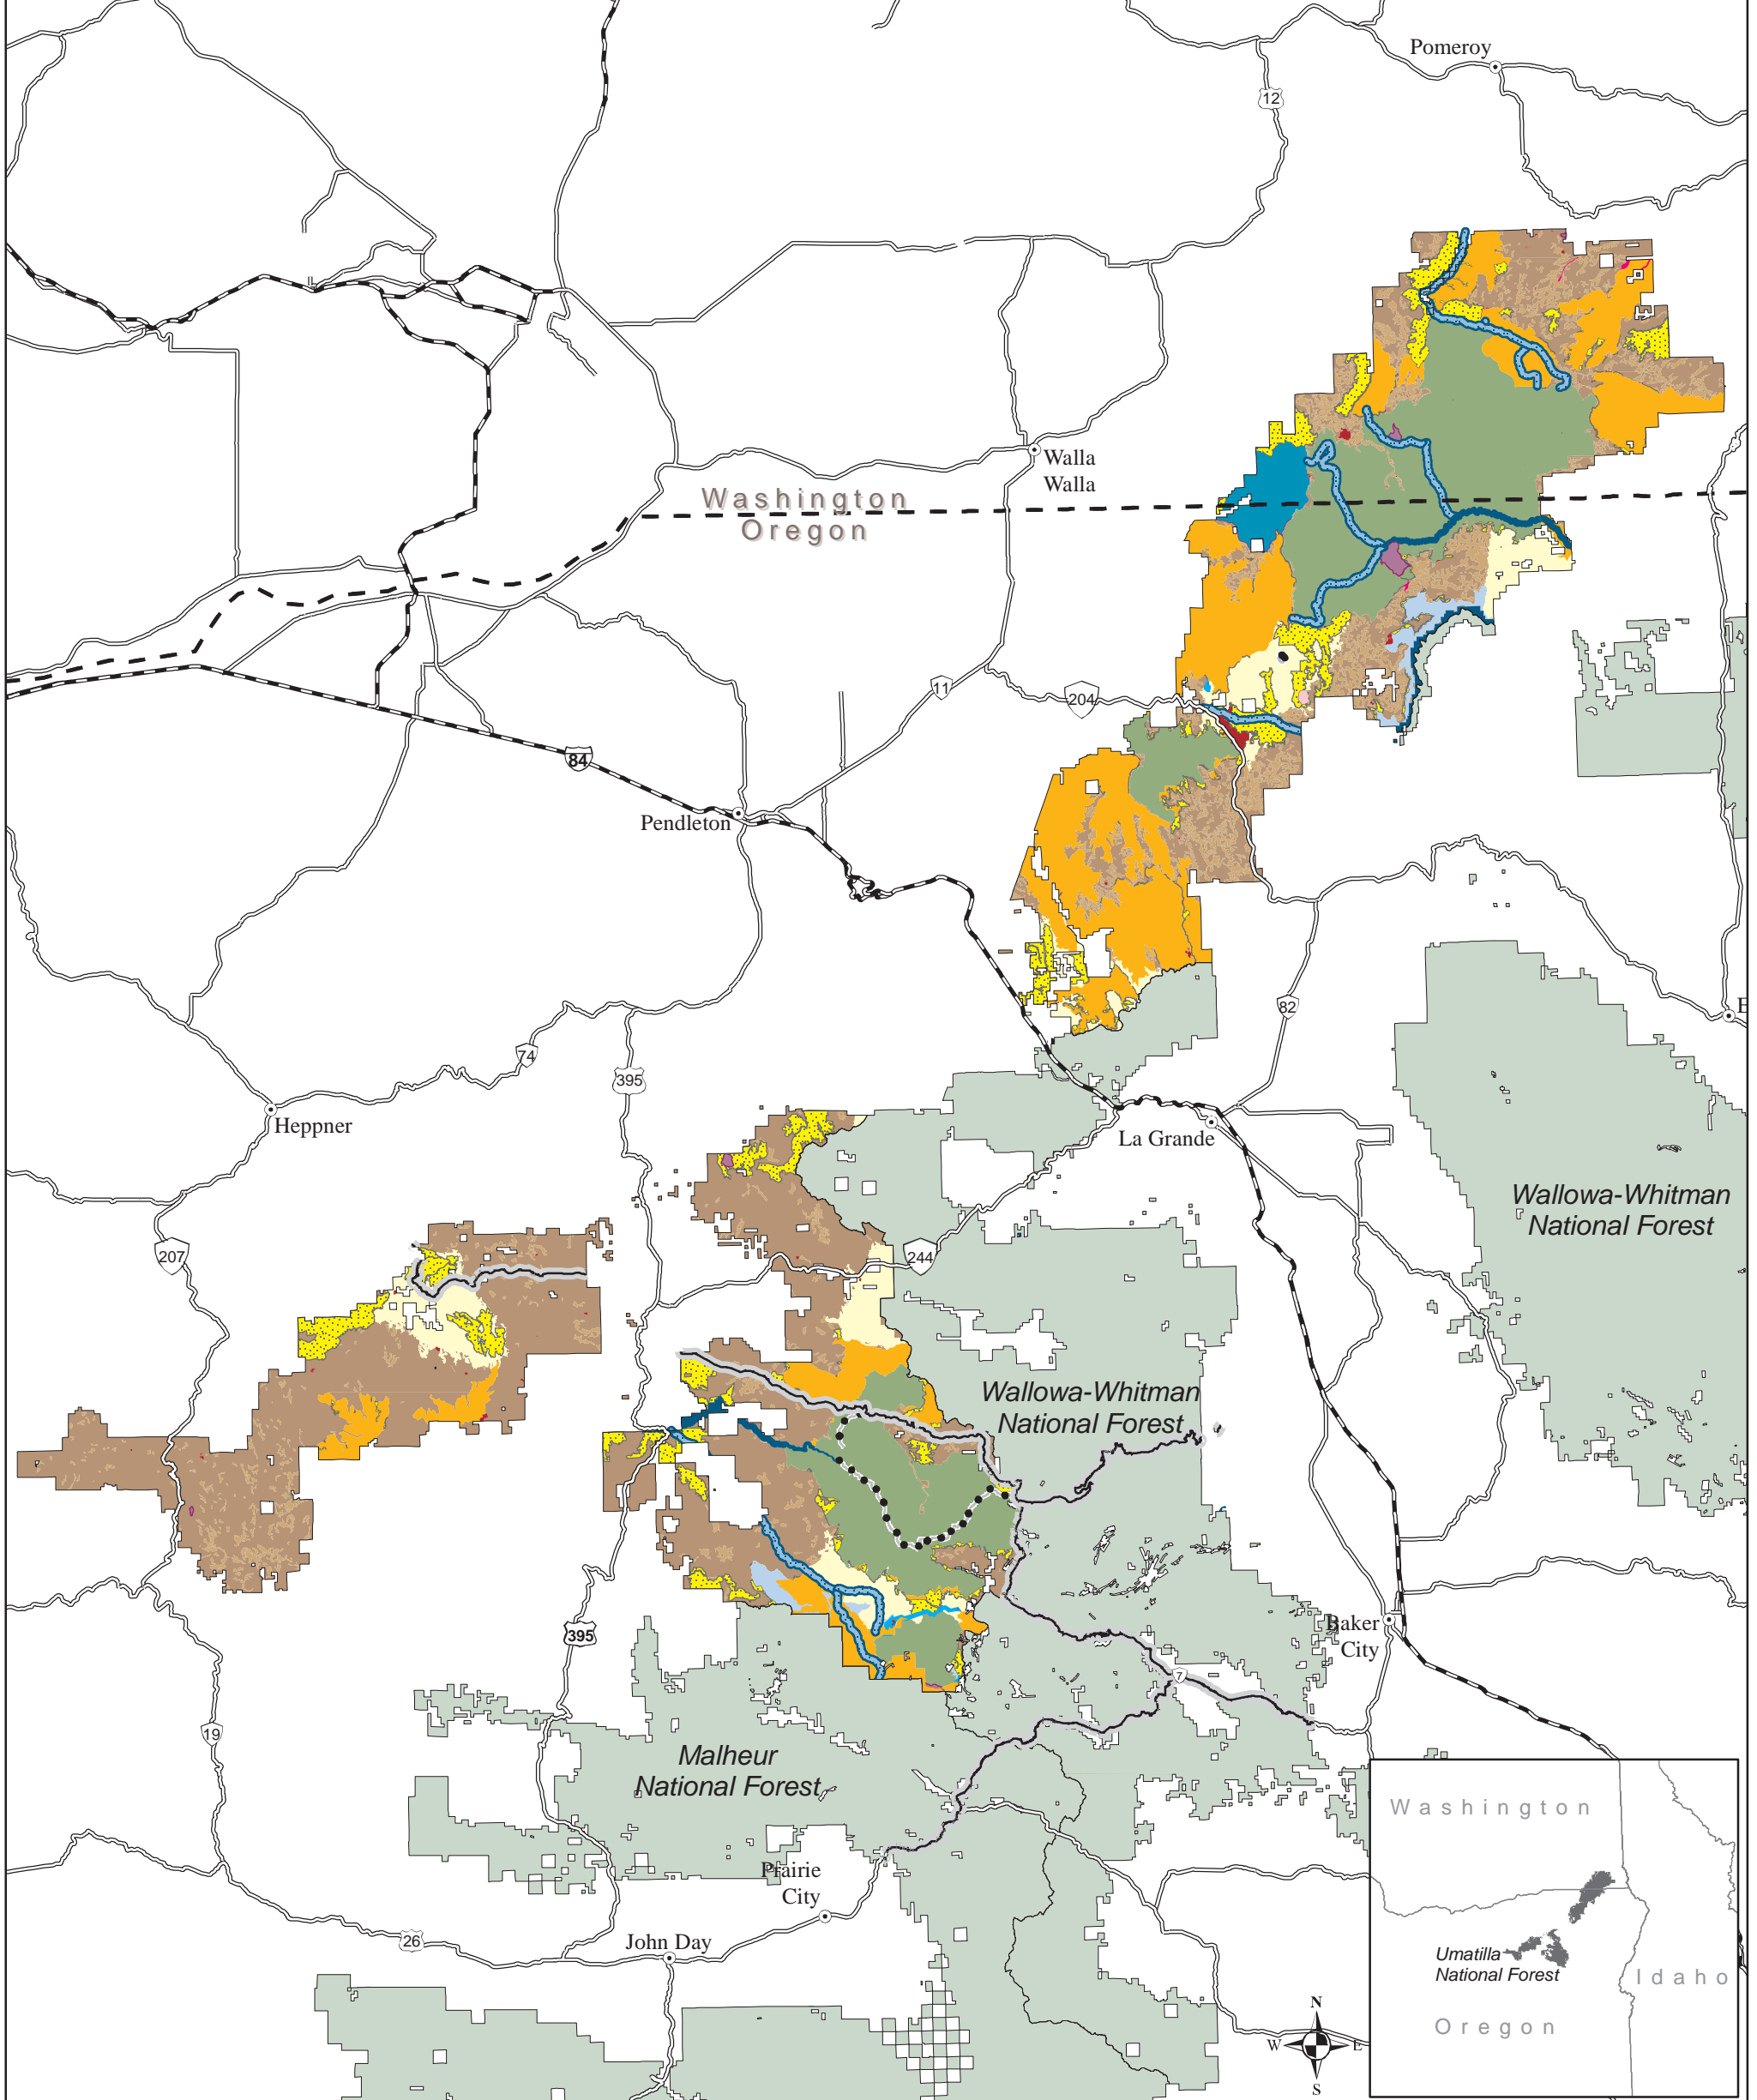 Pomeroy
12
Walla
Walla
Washington
Oregon
11
204
84
Pendleton
82
E
74
395
Heppner
La Grande
Wallowa-Whitman
National Forest
207
244
Wallowa-Whitman
National Forest
Baker
City
395
7
19
Malheur
National Forest
Prairie
City
26
John Day
Washington
Umatilla
National Forest
Idaho
Oregon
N
W
E
S